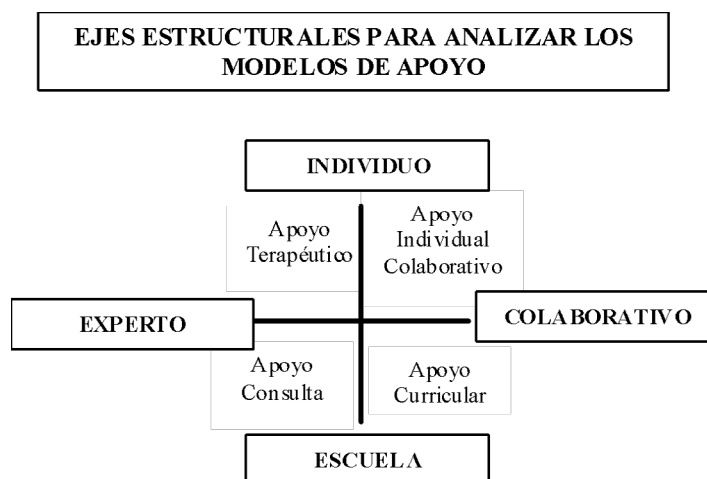 EJES ESTRUCTURALES PARA ANALIZAR LOS
MODELOS DE APOYO
INDIVIDUO
Apoyo
Terapéutico
Apoyo
Individual
Colaborativo
EXPERTO
COLABORATIVO
Apoyo
Consulta
Apoyo
Curricular
ESCUELA